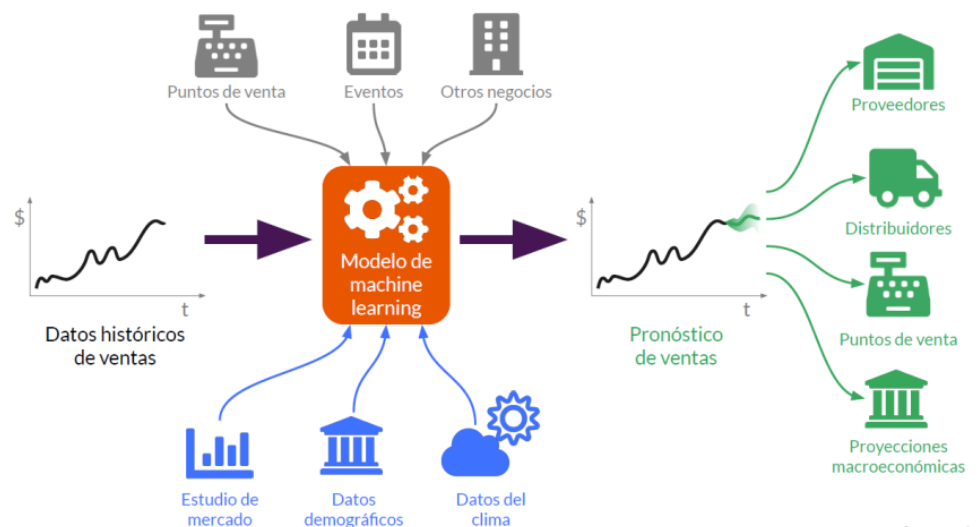 Puntos de venta
Eventos
Otros negocios
$
t
Datos históricos
de ventas
Modelo de
machine
learning
$
t
Pronóstico
de ventas
Proveedores
Distribuidores
Puntos de venta
Proyecciones
macroeconómicas
Estudio de
mercado
Datos
demográficos
Datos del
clima